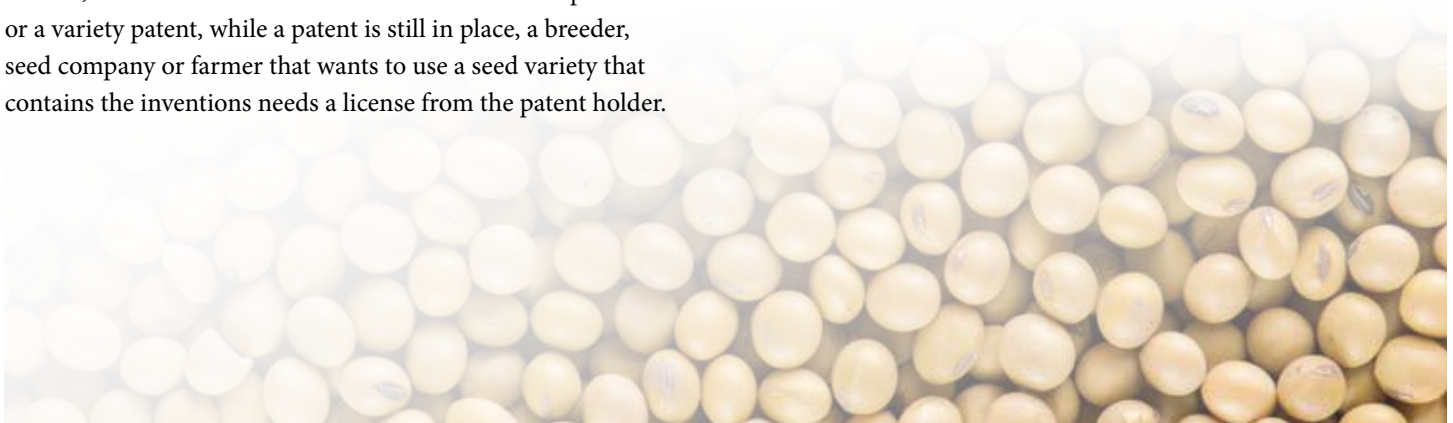 or a variety patent, while a patent is still in place, a breeder,
seed company or farmer that wants to use a seed variety that
contains the inventions needs a license from the patent holder.